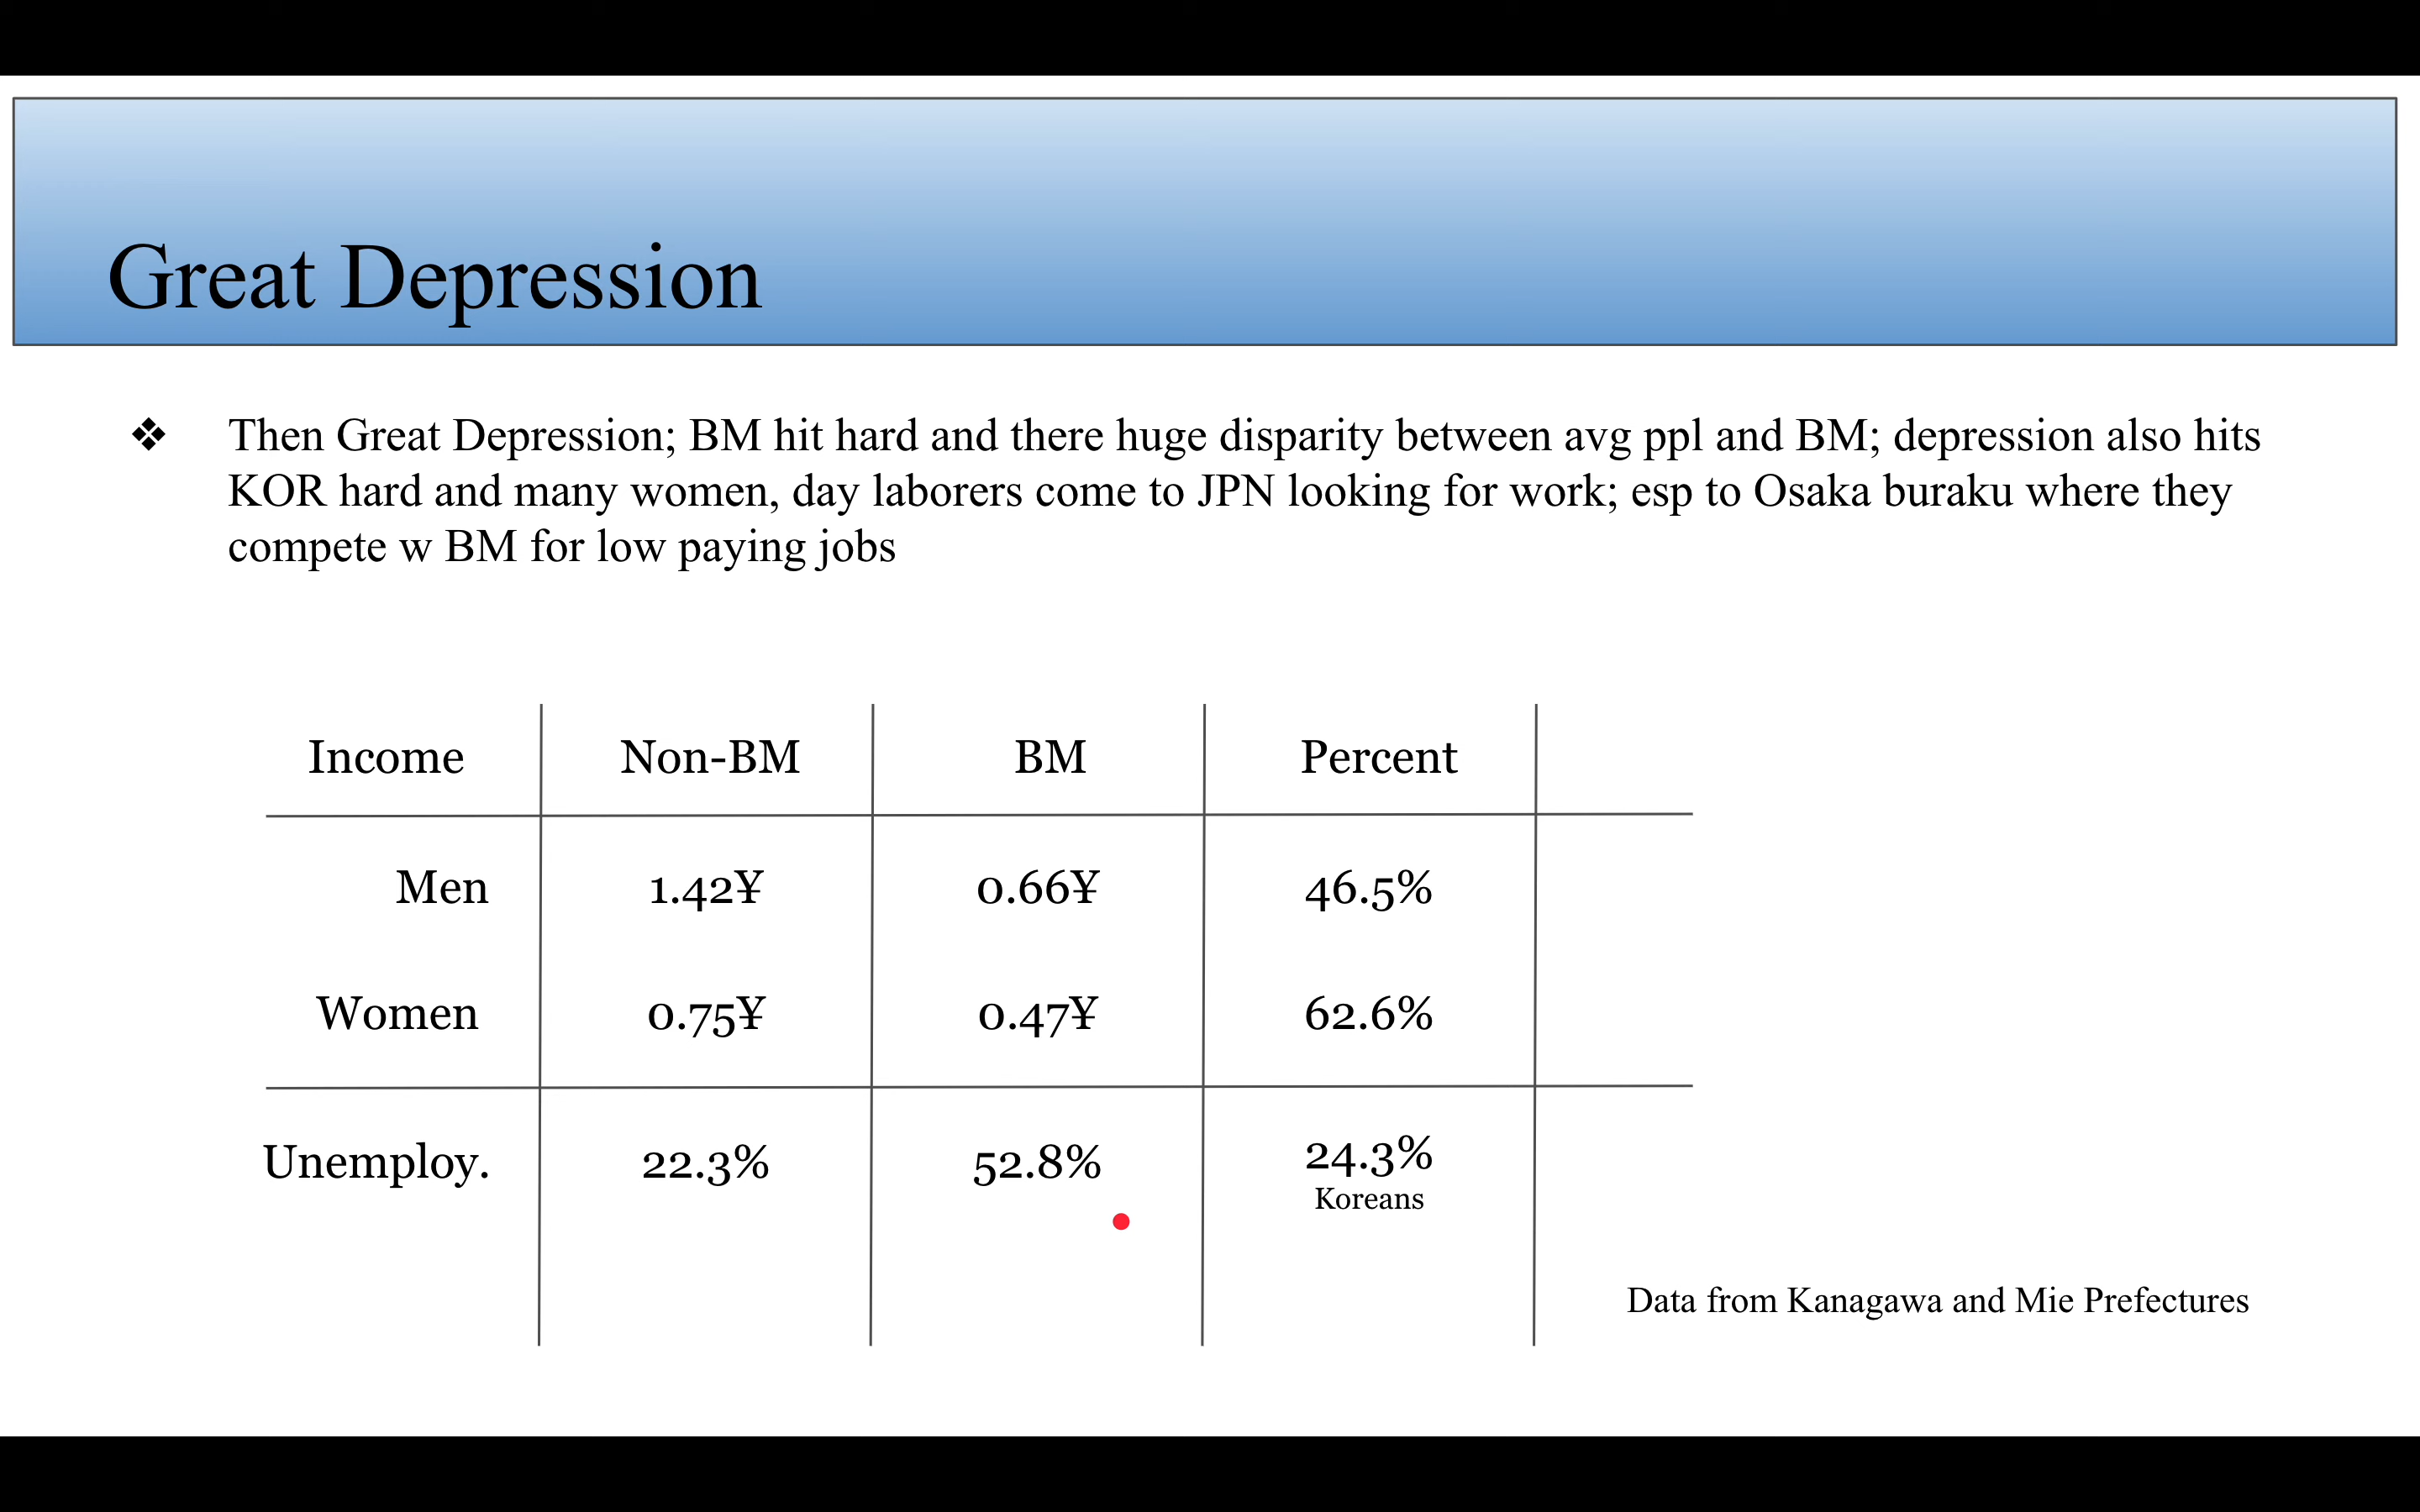 Great Depression
❖ Then Great Depression; BM hit hard and there huge disparity between avg ppl and BM; depression also hits
KOR hard and many women, day laborers come to JPN looking for work; esp to Osaka buraku where they
compete w BM for low paying jobs
Income Non-BM BM Percent
Men 1.42¥ 0.66¥ 46.5%
Women 0.75¥ 0.47¥ 62.6%
Unemploy. 22.3% 52.8% 24.3%
Koreans
Data from Kanagawa and Mie Prefectures